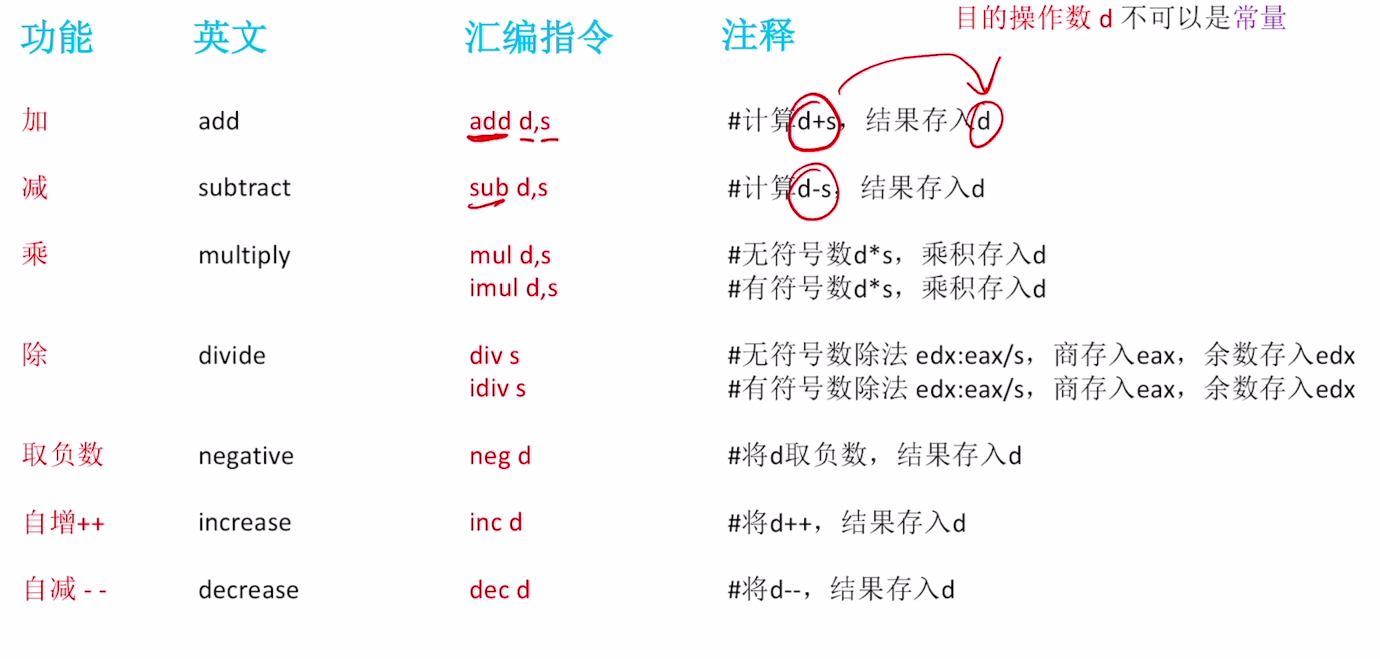 目的操作数 d 不可以是常量
功能 英文 汇编指令 注释
加 add add d,s #计算d+s，结果存入d
减 subtract sub d,s #计算d-s，结果存入d
乘 multiply mul d,s #无符号数d*s，乘积存入d
imul d,s #有符号数d*s，乘积存入d
除 divide div s #无符号数除法 edx:eax/s，商存入eax，余数存入edx
idiv s #有符号数除法 edx:eax/s，商存入eax，余数存入edx
取负数 negative neg d #将d取负数，结果存入d
自增++ increase inc d #将d++，结果存入d
自减 - - decrease dec d #将d--，结果存入d